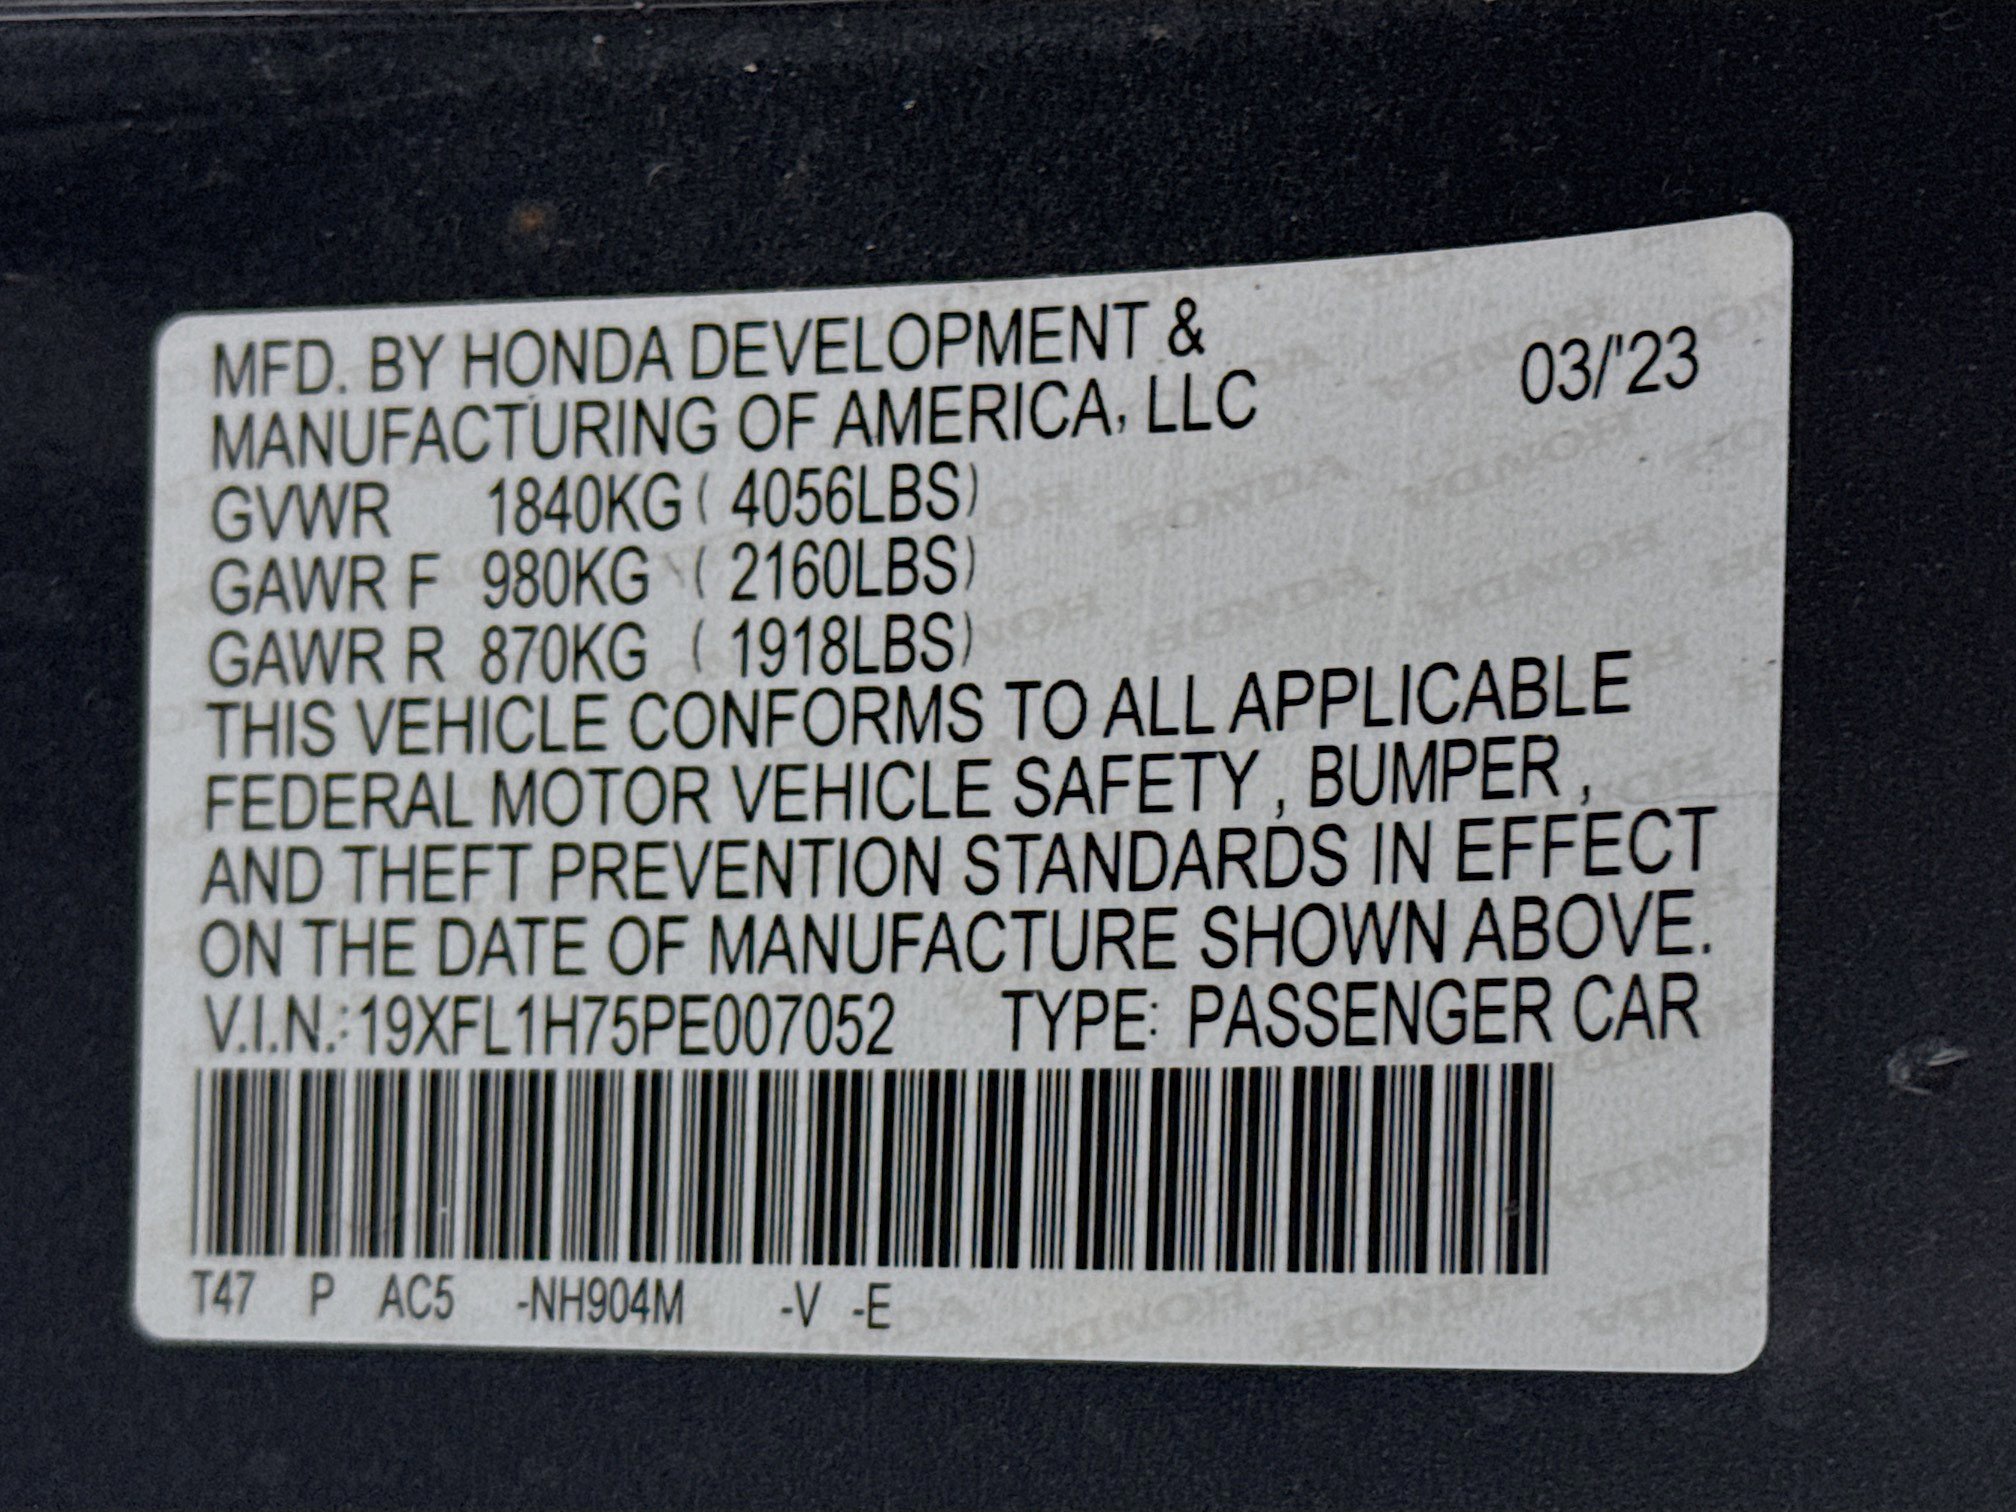 MFD. BY HONDA DEVELOPMENT &
MANUFACTURING OF AMERICA, LLC
03/'23
GVWR 1840KG ( 4056LBS)
GAWR F 980KG ( 2160LBS)
GAWR R 870KG ( 1918LBS)
THIS VEHICLE CONFORMS TO ALL APPLICABLE
FEDERAL MOTOR VEHICLE SAFETY , BUMPER ,
AND THEFT PREVENTION STANDARDS IN EFFECT
ON THE DATE OF MANUFACTURE SHOWN ABOVE.
V.I.N.:19XFL1H75PE007052 TYPE: PASSENGER CAR
T47 P AC5 -NH904M -V -E